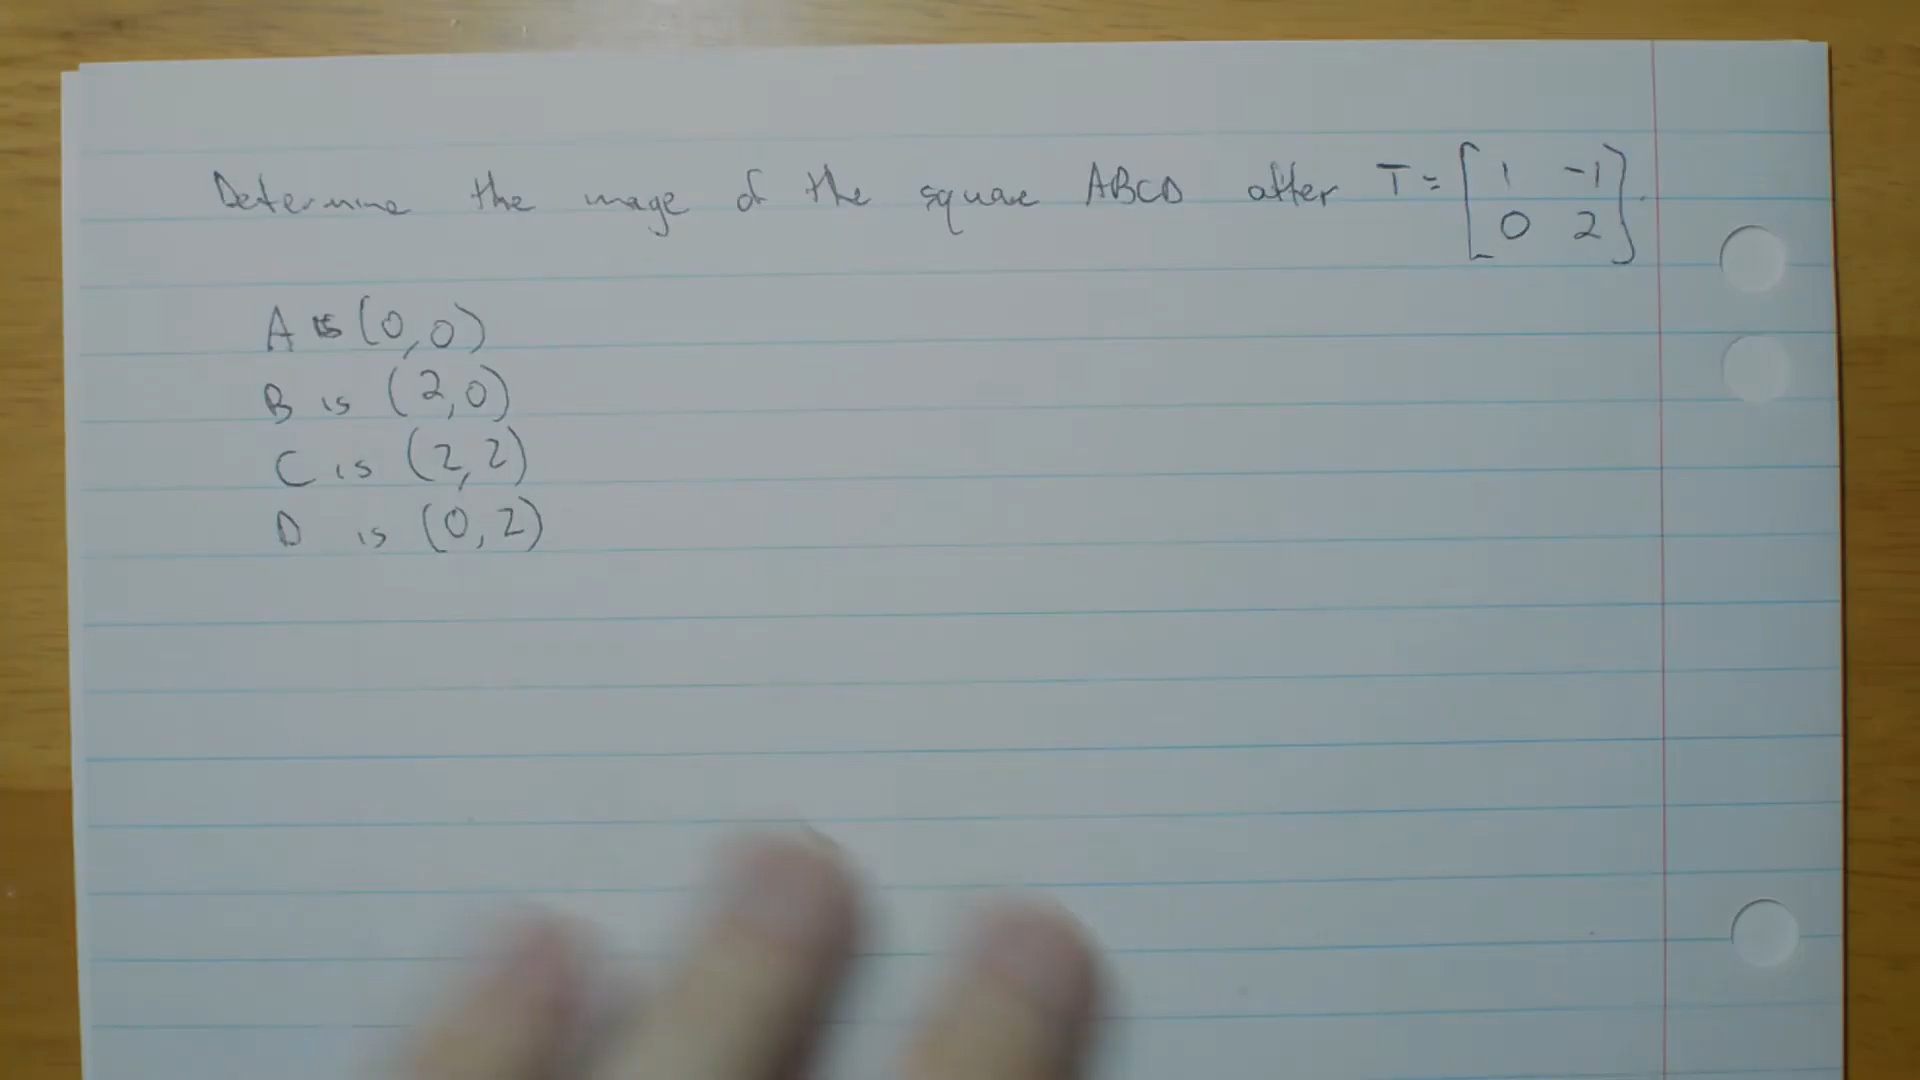 Determine the image of the square ABCD after T = [1 -1
0 2].
A is (0,0)
B is (2,0)
C is (2,2)
D is (0,2)